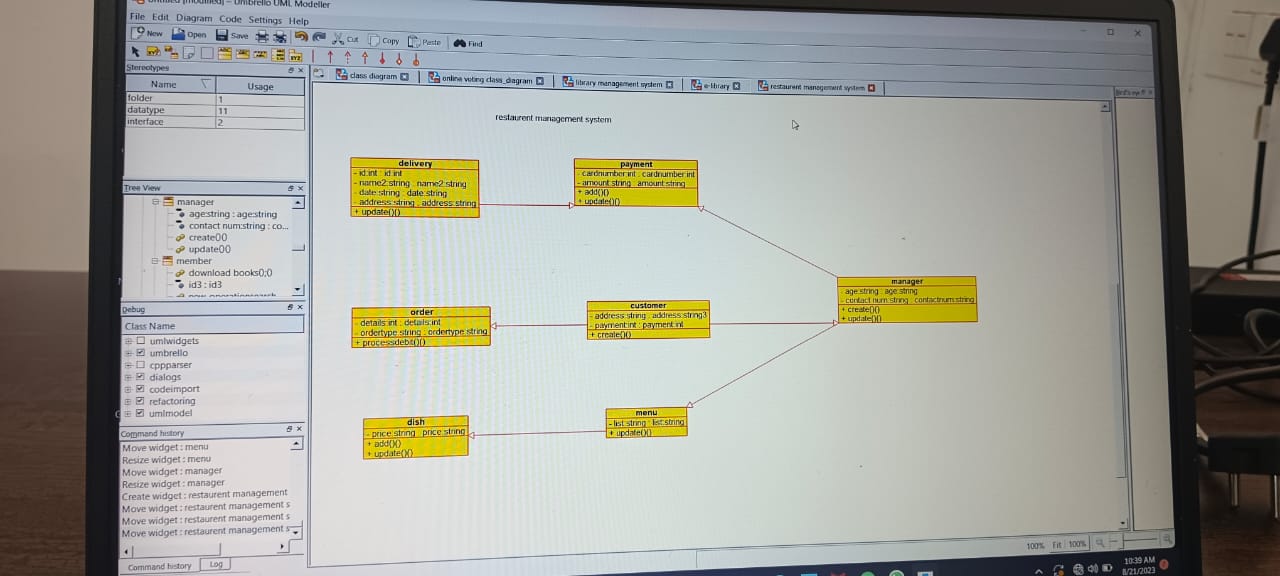 Untitled [modified] – Umbrello UML Modeller
File Edit Diagram Code Settings Help
New Open Save Cut Copy Paste Find
Stereotypes
Name Usage
folder 1
datatype 11
interface 2
class diagram
online voting class_diagram
library management system
e-library
restaurent management system
Tree View
manager
age:string : age:string
contact num:string : co...
create()()
update()()
member
download books();()
id3 : id3
Debug
Class Name
umlwidgets
umbrello
cppparser
dialogs
codeimport
refactoring
umlmodel
Command history
Move widget : menu
Resize widget : menu
Move widget : manager
Resize widget : manager
Create widget : restaurent management
Move widget : restaurent management s
Move widget : restaurent management s
Move widget : restaurent management s
Move widget : restaurent management s
Command history Log
restaurent management system
delivery
- id:int : id:int
- name2:string : name2:string
- date:string : date:string
- address:string : address:string
+ update()()
payment
- cardnumber:int : cardnumber:int
- amount:string : amount:string
+ add()()
+ update()()
manager
- age:string : age:string
- contact num:string : contactnum:string
+ create()()
+ update()()
order
- details:int : details:int
- ordertype:string : ordertype:string
+ processdebit()()
customer
- address:string : address:string3
- payment:int : payment:int
+ create()()
dish
- price:string : price:string
+ add()()
+ update()()
menu
- list:string : list:string
+ update()()
100% Fit 100%
10:39 AM
8/21/2023